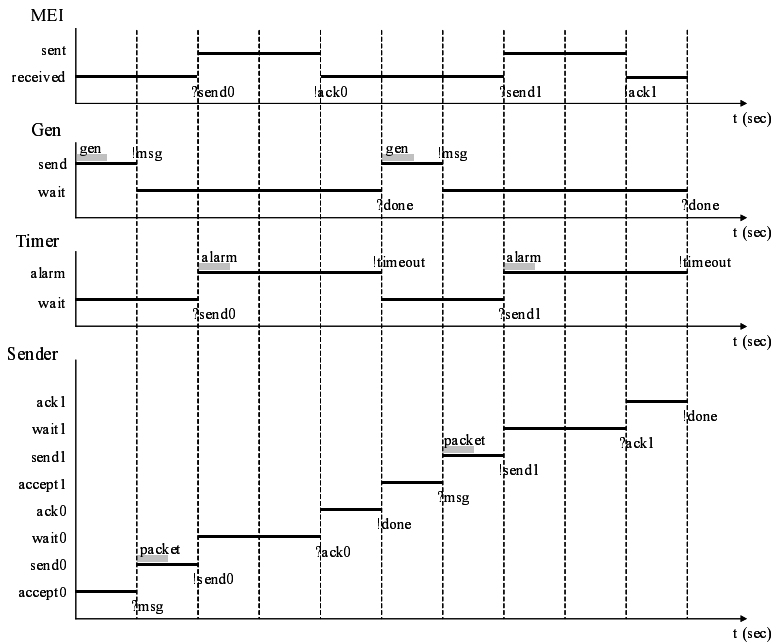 MEI
sent
received
?send0 !ack0 ?send1 !ack1
t (sec)
Gen
gen !msg gen !msg
send
wait
?done ?done
t (sec)
Timer
alarm !timeout alarm !timeout
alarm
wait
?send0 ?send1
t (sec)
Sender
ack1
!done
wait1
packet ?ack1
send1
!send1
accept1
?msg
ack0
!done
wait0
packet ?ack0
send0
!send0
accept0
?msg
t (sec)